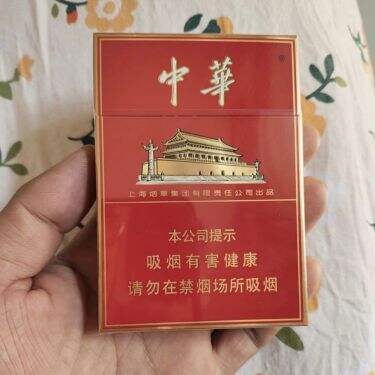 中華
上海烟草集团有限责任公司出品
本公司提示
吸烟有害健康
请勿在禁烟场所吸烟